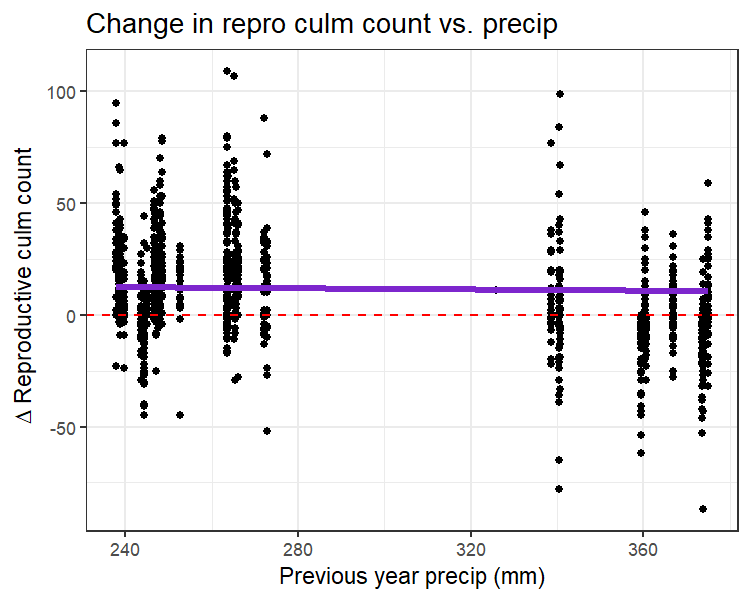 Change in repro culm count vs. precip
Δ Reproductive culm count
100
50
0
-50
240
280
320
360
Previous year precip (mm)